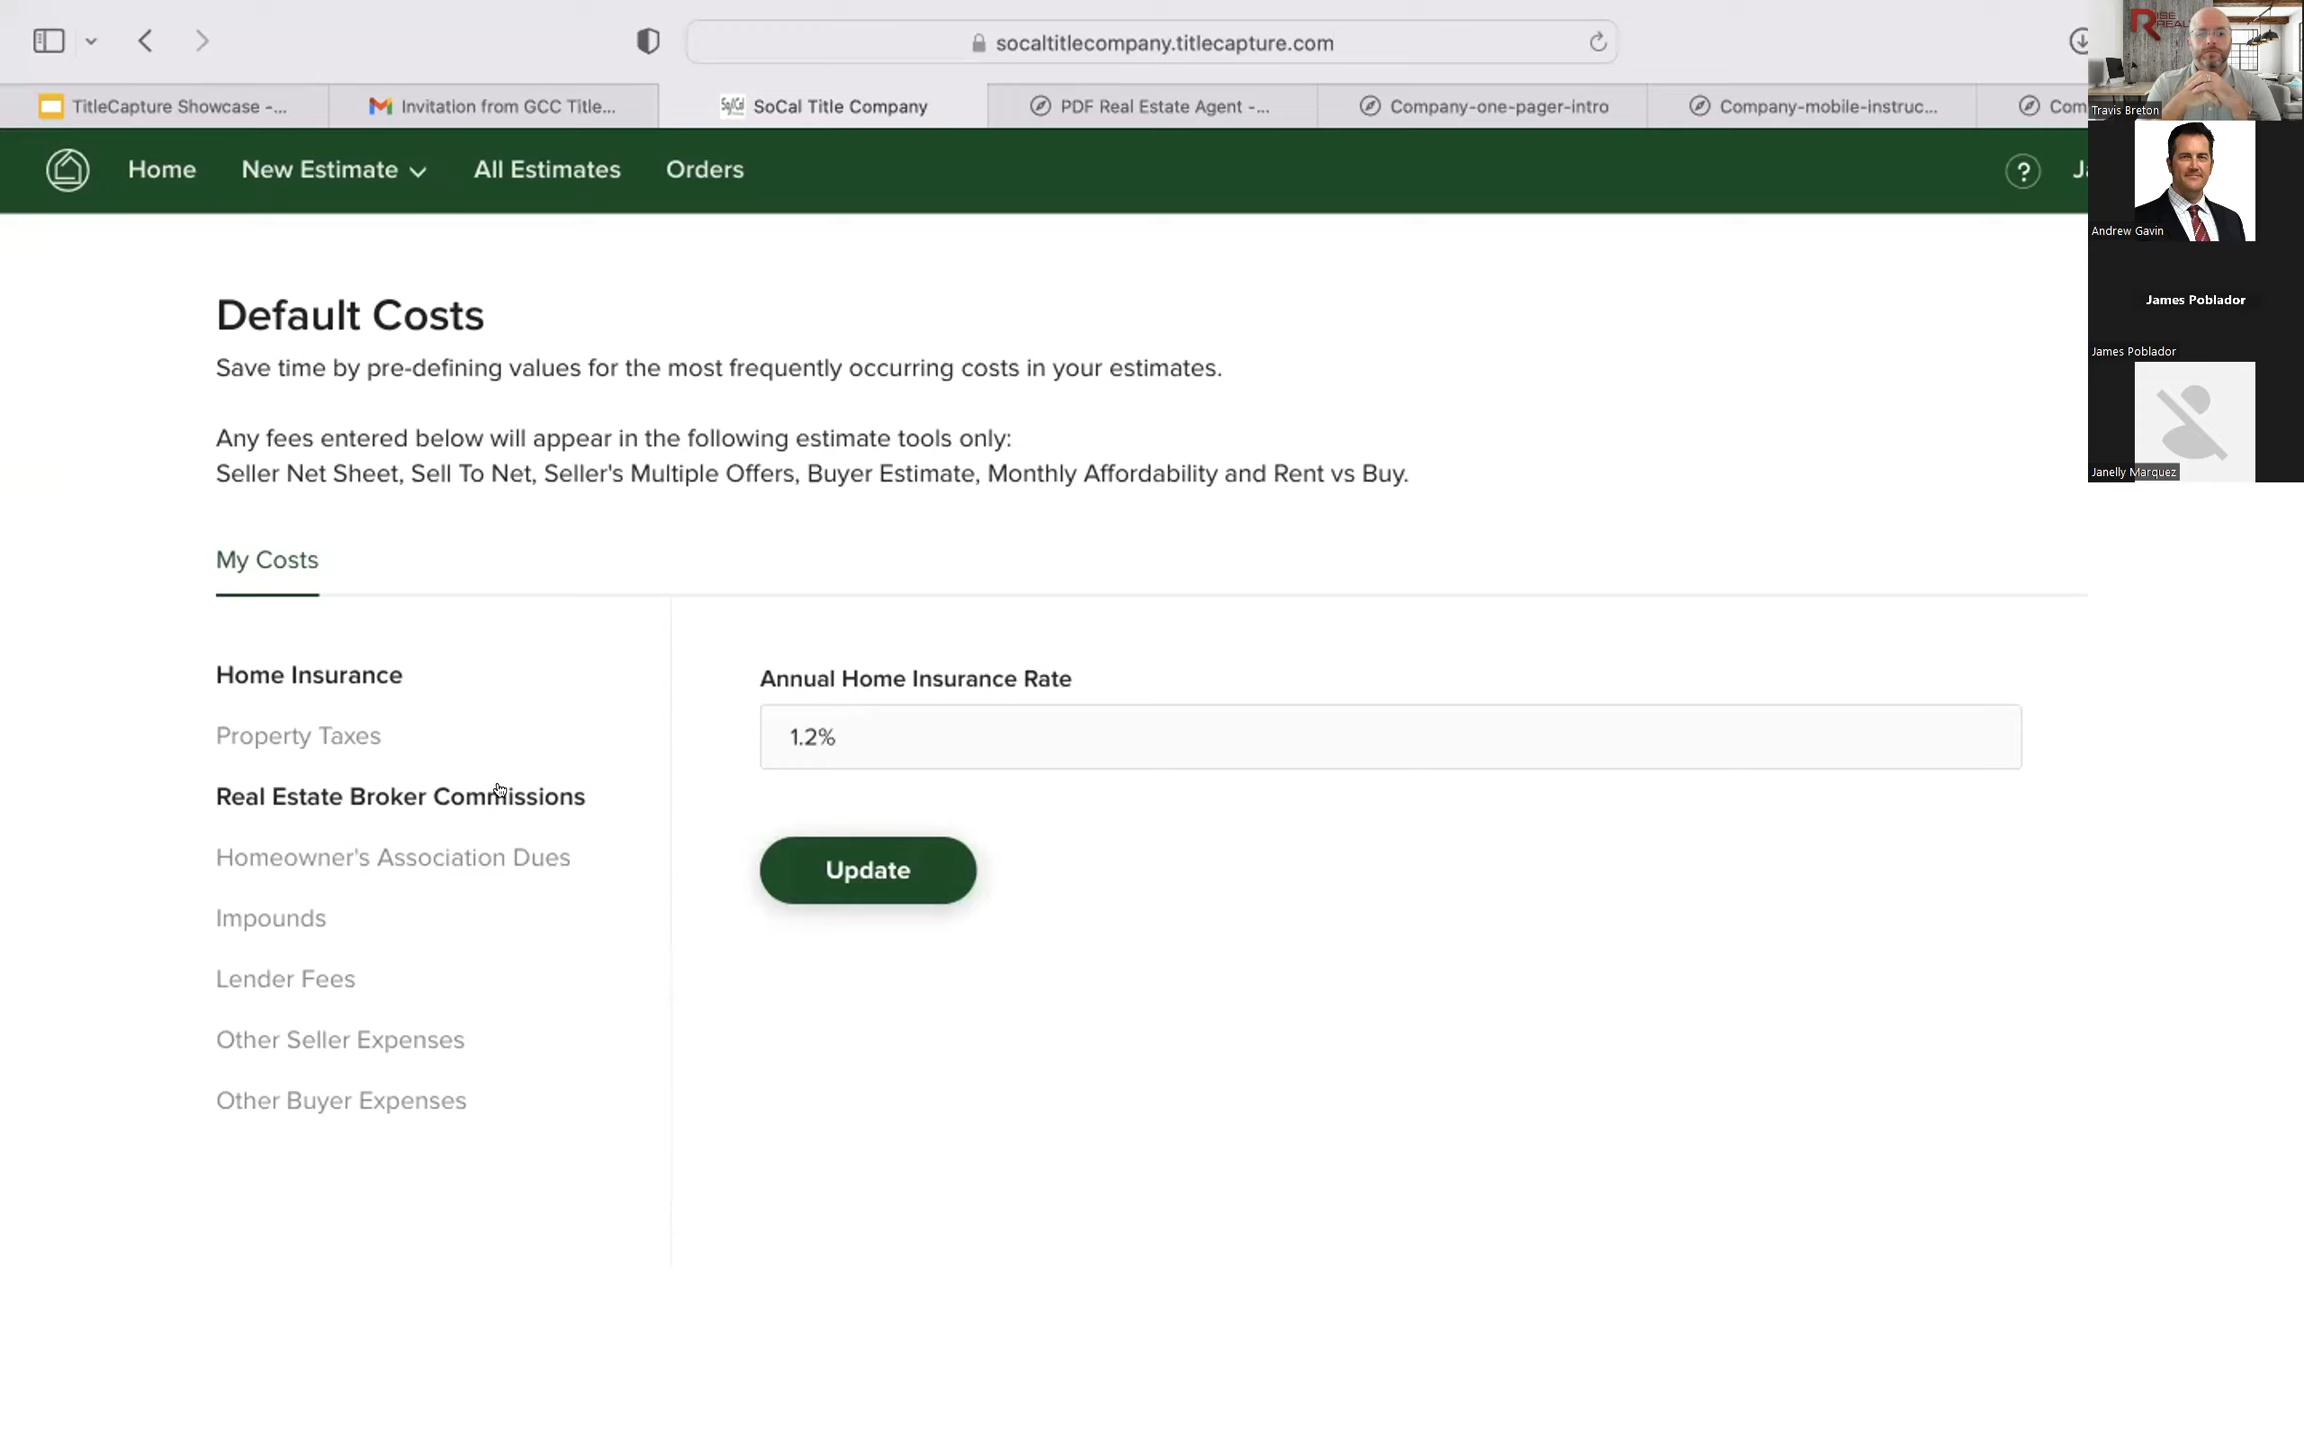 socaltitlecompany.titlecapture.com
TitleCapture Showcase -...
Invitation from GCC Title...
SoCal Title Company
PDF Real Estate Agent -...
Company-one-pager-intro
Company-mobile-instruc...
Com
Home
New Estimate
All Estimates
Orders
?
Ja
Default Costs
Save time by pre-defining values for the most frequently occurring costs in your estimates.
Any fees entered below will appear in the following estimate tools only:
Seller Net Sheet, Sell To Net, Seller's Multiple Offers, Buyer Estimate, Monthly Affordability and Rent vs Buy.
My Costs
Home Insurance
Property Taxes
Real Estate Broker Commissions
Homeowner's Association Dues
Impounds
Lender Fees
Other Seller Expenses
Other Buyer Expenses
Annual Home Insurance Rate
1.2%
Update
Travis Breton
Andrew Gavin
James Poblador
James Poblador
Janelly Marquez